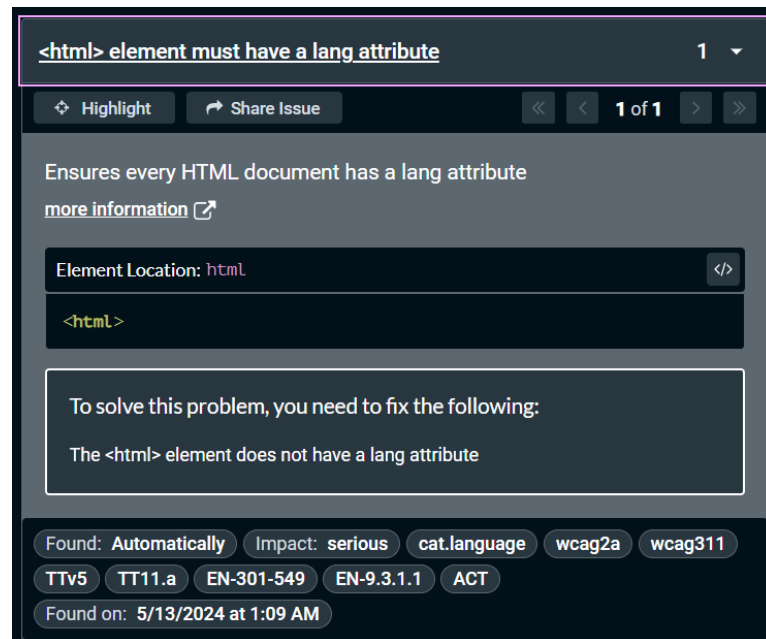 <html> element must have a lang attribute 1
Highlight Share Issue 1 of 1
Ensures every HTML document has a lang attribute
more information
Element Location: html
<html>
To solve this problem, you need to fix the following:
The <html> element does not have a lang attribute
Found: Automatically Impact: serious cat.language wcag2a wcag311
TTv5 TT11.a EN-301-549 EN-9.3.1.1 ACT
Found on: 5/13/2024 at 1:09 AM